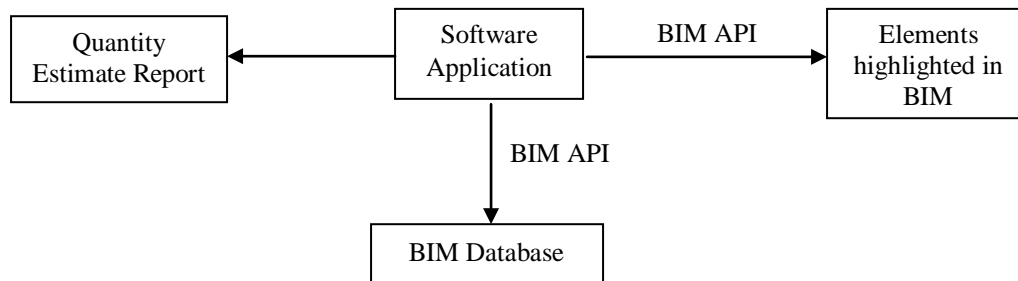 Quantity
Estimate Report
Software
Application
BIM API
Elements
highlighted in
BIM
BIM API
BIM Database